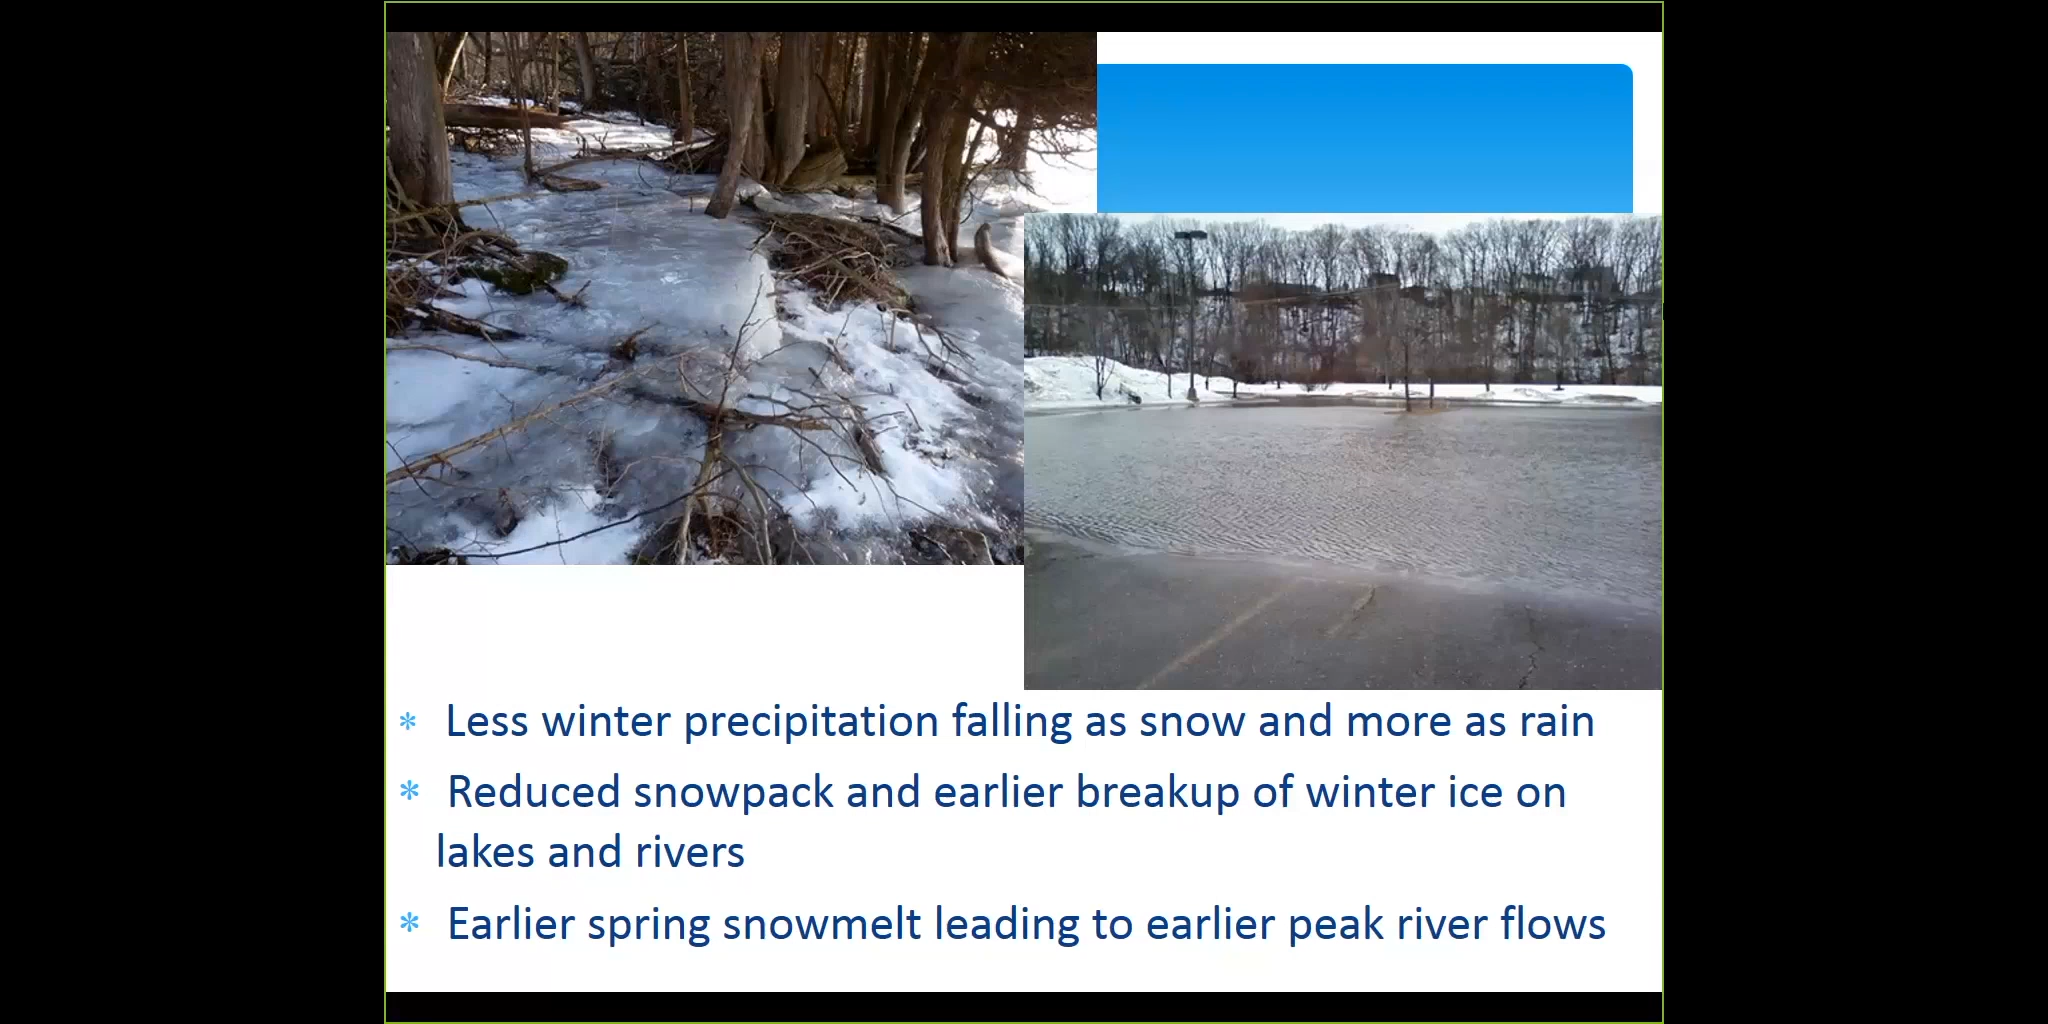 * Less winter precipitation falling as snow and more as rain
* Reduced snowpack and earlier breakup of winter ice on
lakes and rivers
* Earlier spring snowmelt leading to earlier peak river flows